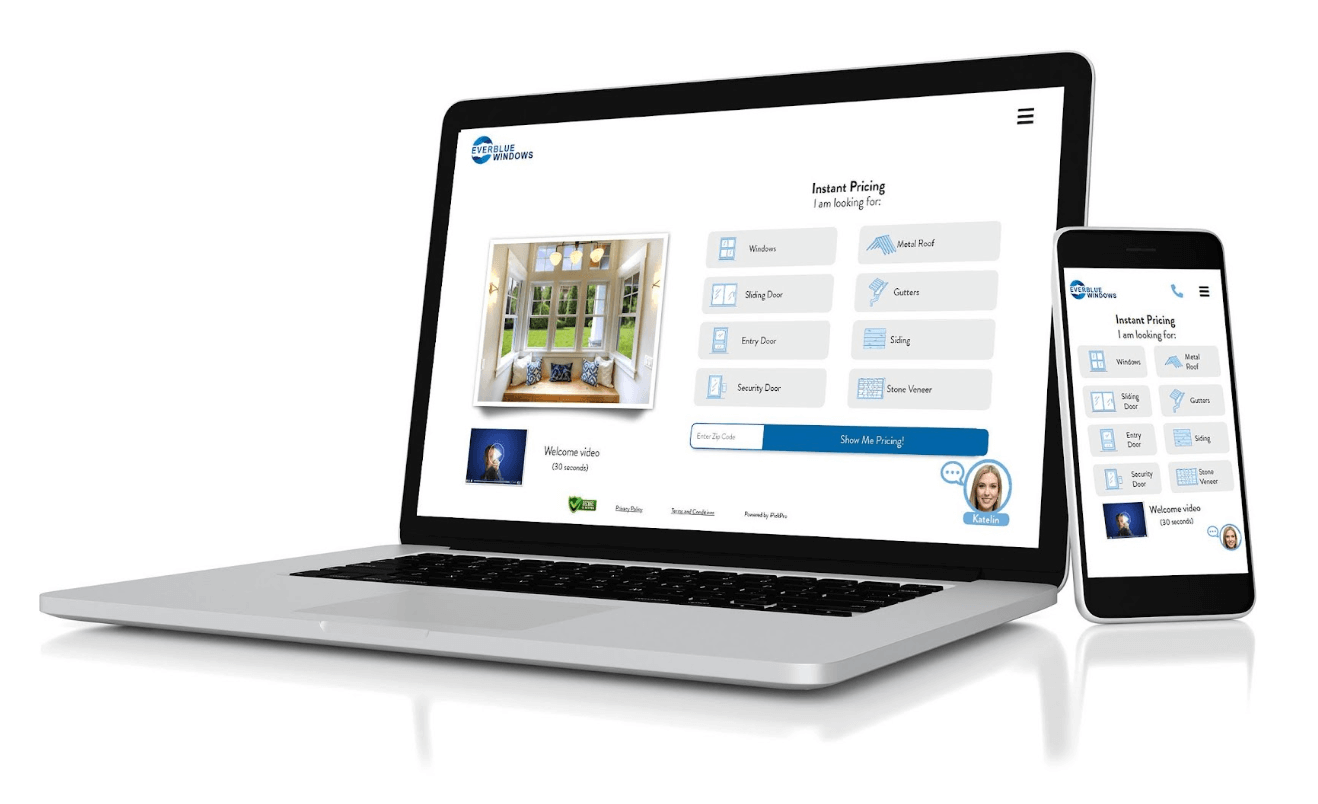 EVERBLUE
WINDOWS
Instant Pricing
I am looking for:
Windows
Metal Roof
Sliding Door
Gutters
Entry Door
Siding
Security Door
Stone Veneer
Enter Zip Code
Show Me Pricing!
Welcome video
(30 seconds)
Katelin
Privacy Policy
Terms and Conditions
Powered by
EVERBLUE
WINDOWS
Instant Pricing
I am looking for:
Windows
Metal
Roof
Sliding
Door
Gutters
Entry
Door
Siding
Security
Door
Stone
Veneer
Welcome video
(30 seconds)